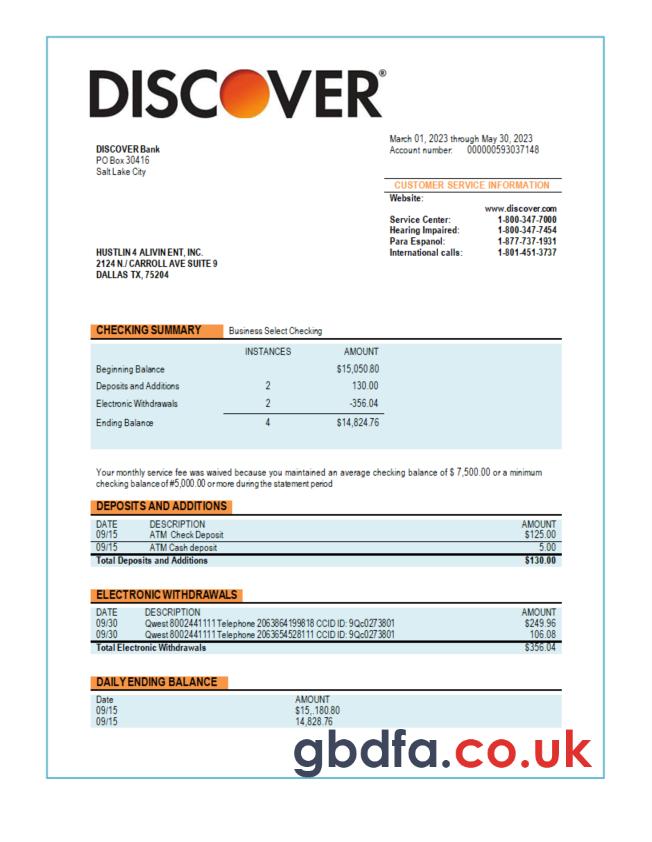 DISCOVER®
March 01, 2023 through May 30, 2023
Account number: 000000593037148
DISCOVER Bank
PO Box 30416
Salt Lake City
CUSTOMER SERVICE INFORMATION
Website:
www.discover.com
Service Center: 1-800-347-7000
Hearing Impaired: 1-800-347-7454
Para Espanol: 1-877-737-1931
International calls: 1-801-451-3737
HUSTLIN 4 ALIVIN ENT, INC.
2124 N./ CARROLL AVE SUITE 9
DALLAS TX, 75204
CHECKING SUMMARY Business Select Checking
INSTANCES AMOUNT
Beginning Balance $15,050.80
Deposits and Additions 2 130.00
Electronic Withdrawals 2 -356.04
Ending Balance 4 $14,824.76
Your monthly service fee was waived because you maintained an average checking balance of $ 7,500.00 or a minimum
checking balance of #5,000.00 or more during the statement period
DEPOSITS AND ADDITIONS
DATE DESCRIPTION AMOUNT
09/15 ATM Check Deposit $125.00
09/15 ATM Cash deposit 5.00
Total Deposits and Additions $130.00
ELECTRONIC WITHDRAWALS
DATE DESCRIPTION AMOUNT
09/30 Qwest 8002441111 Telephone 2063864199818 CCID ID: 9Qc0273801 $249.96
09/30 Qwest 8002441111 Telephone 2063654528111 CCID ID: 9Qc0273801 106.08
Total Electronic Withdrawals $356.04
DAILY ENDING BALANCE
Date AMOUNT
09/15 $15,.180.80
09/15 14,828.76
gbdfa.co.uk